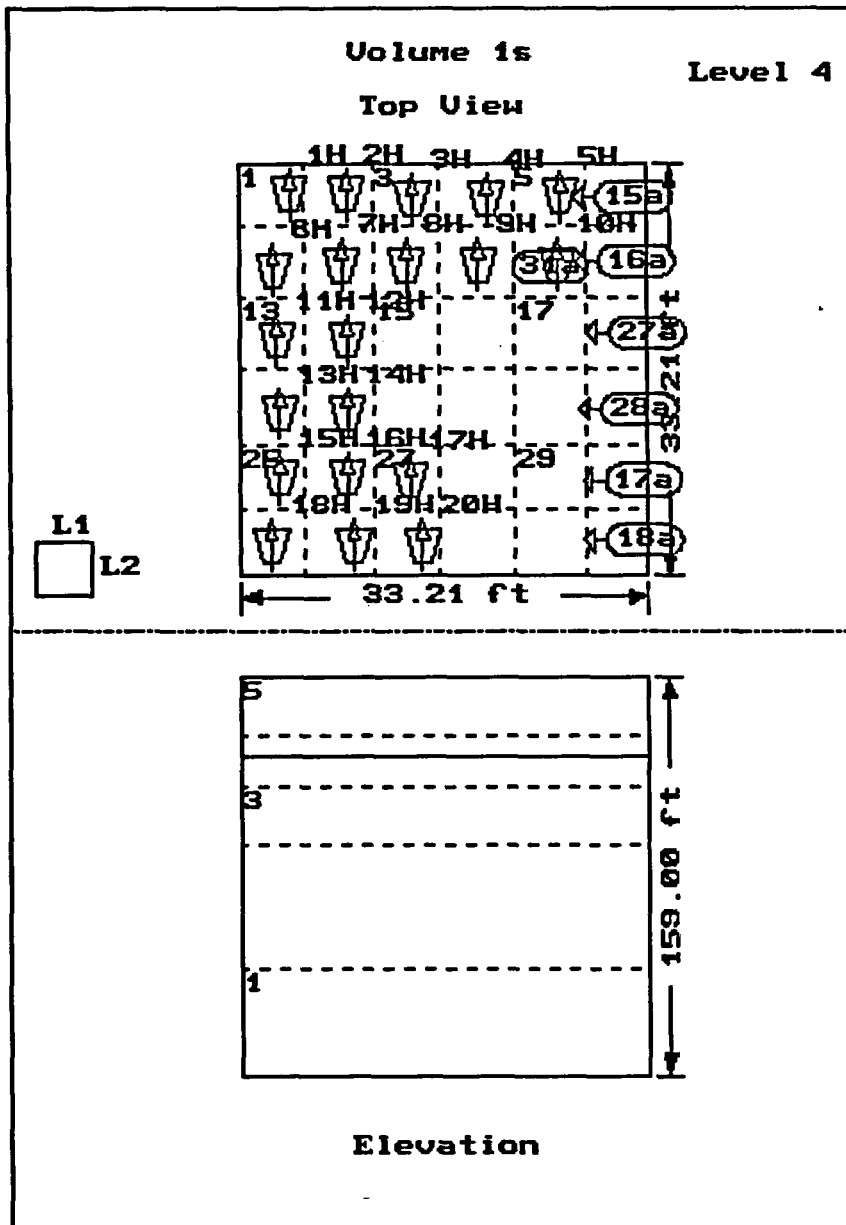 Volume 1s
Level 4
Top View
1H 2H 3H 4H 5H
1 3 5 15a
7H 8H 9H 10H
31a 16a
13 11H 12H 15 17
27a
13H 14H
28a
15H 16H 17H
27 29 17a
18H 19H 20H
18a
33.21 ft
L1
L2
33.21 ft
5
3
1
159.00 ft
Elevation